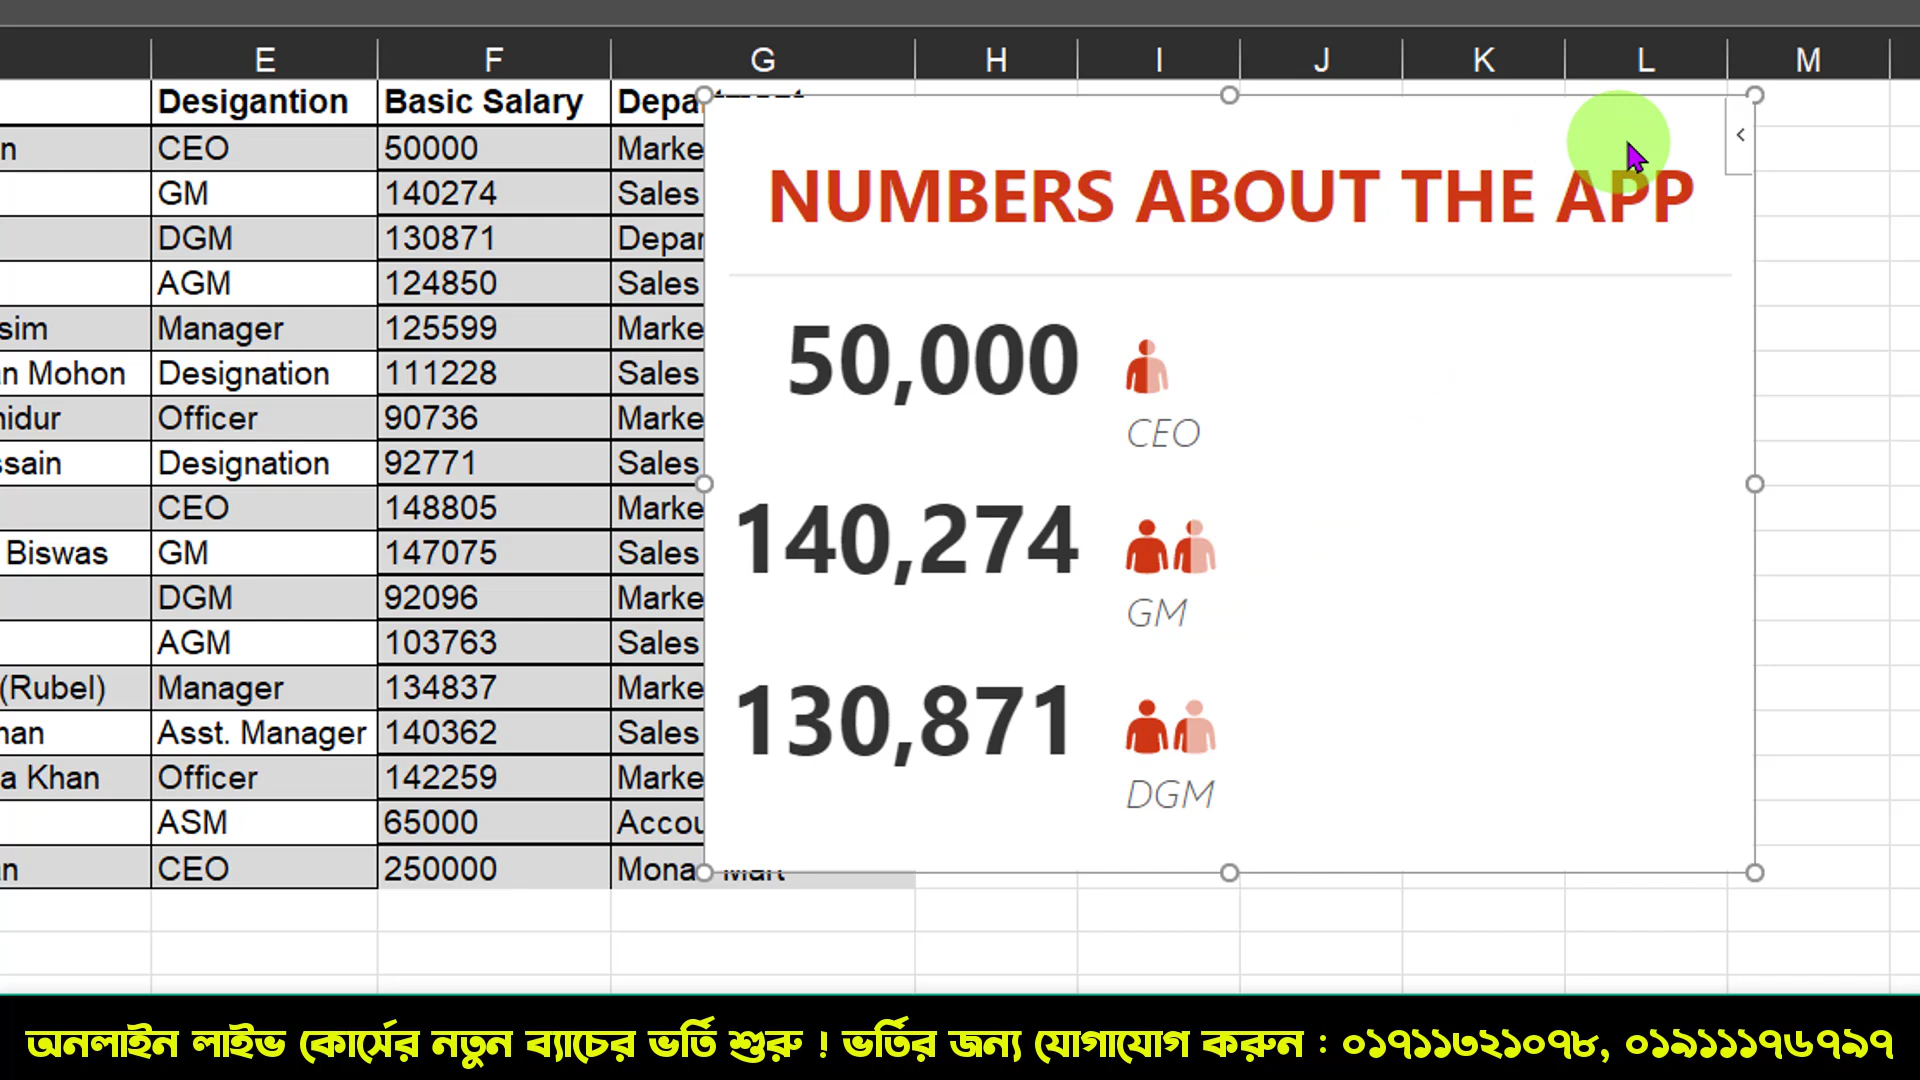 E F G H I J K L M
Desigantion Basic Salary
n CEO 50000 Marke
GM 140274 Sales
DGM 130871 Depar
AGM 124850 Sales
sim Manager 125599 Marke
n Mohon Designation 111228 Sales
nidur Officer 90736 Marke
ssain Designation 92771 Sales
CEO 148805 Marke
Biswas GM 147075 Sales
DGM 92096 Marke
AGM 103763 Sales
(Rubel) Manager 134837 Marke
nan Asst. Manager 140362 Sales
a Khan Officer 142259 Marke
ASM 65000 Accou
an CEO 250000 Mona Mart
NUMBERS ABOUT THE APP
50,000
CEO
140,274
GM
130,871
DGM
অনলাইন লাইভ কোর্সের নতুন ব্যাচের ভর্তি শুরু ! ভর্তির জন্য যোগাযোগ করুন : ০১৭১১৩২১০৭৮, ০১৯১১১৭৬৭৯৭